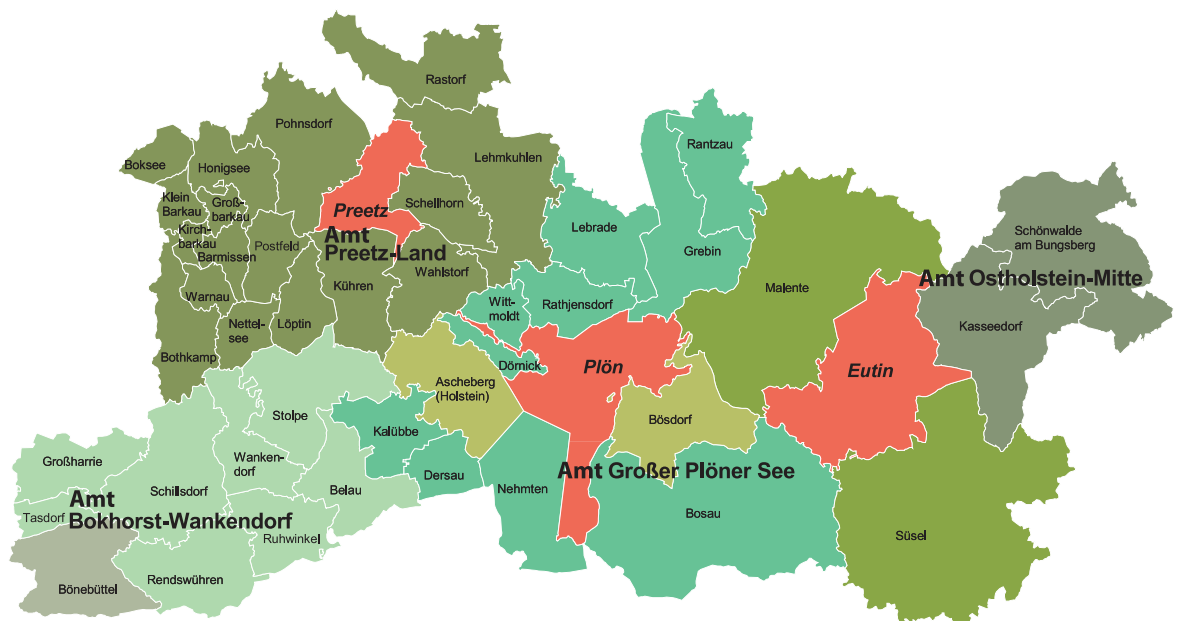 Rastorf
Pohnsdorf
Rantzau
Lehmkuhlen
Boksee
Honigsee
Klein
Barkau
Groß-
barkau
Schellhorn
Preetz
Kirch-
barkau
Barmissen
Postfeld
Amt
Preetz-Land
Lebrade
Grebin
Schönwalde
am Bungsberg
Wahlstorf
Kühren
Warnau
Witt-
moldt
Rathjensdorf
Malente
Amt Ostholstein-Mitte
Kasseedorf
Nettel-
see
Löptin
Bothkamp
Dörnick
Plön
Eutin
Ascheberg
(Holstein)
Stolpe
Bösdorf
Kalübbe
Großharrie
Wanken-
dorf
Dersau
Amt Großer Plöner See
Schillsdorf
Belau
Nehmten
Amt
Bokhorst-Wankendorf
Tasdorf
Bosau
Ruhwinkel
Süsel
Bönebüttel
Rendswühren